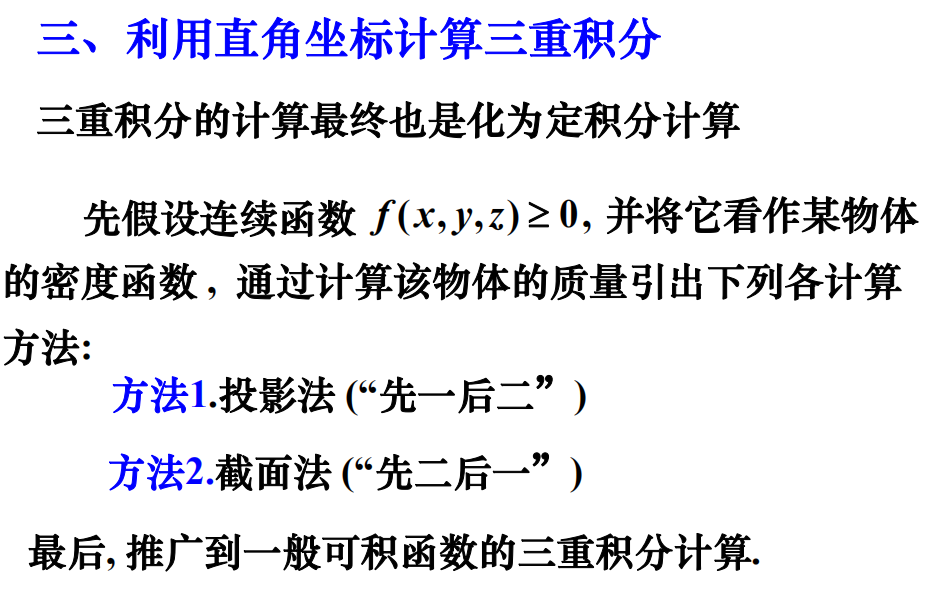 三、利用直角坐标计算三重积分
三重积分的计算最终也是化为定积分计算
先假设连续函数 f(x,y,z)≥0, 并将它看作某物体
的密度函数 , 通过计算该物体的质量引出下列各计算
方法:
方法1.投影法 (“先一后二”)
方法2.截面法 (“先二后一”)
最后, 推广到一般可积函数的三重积分计算.